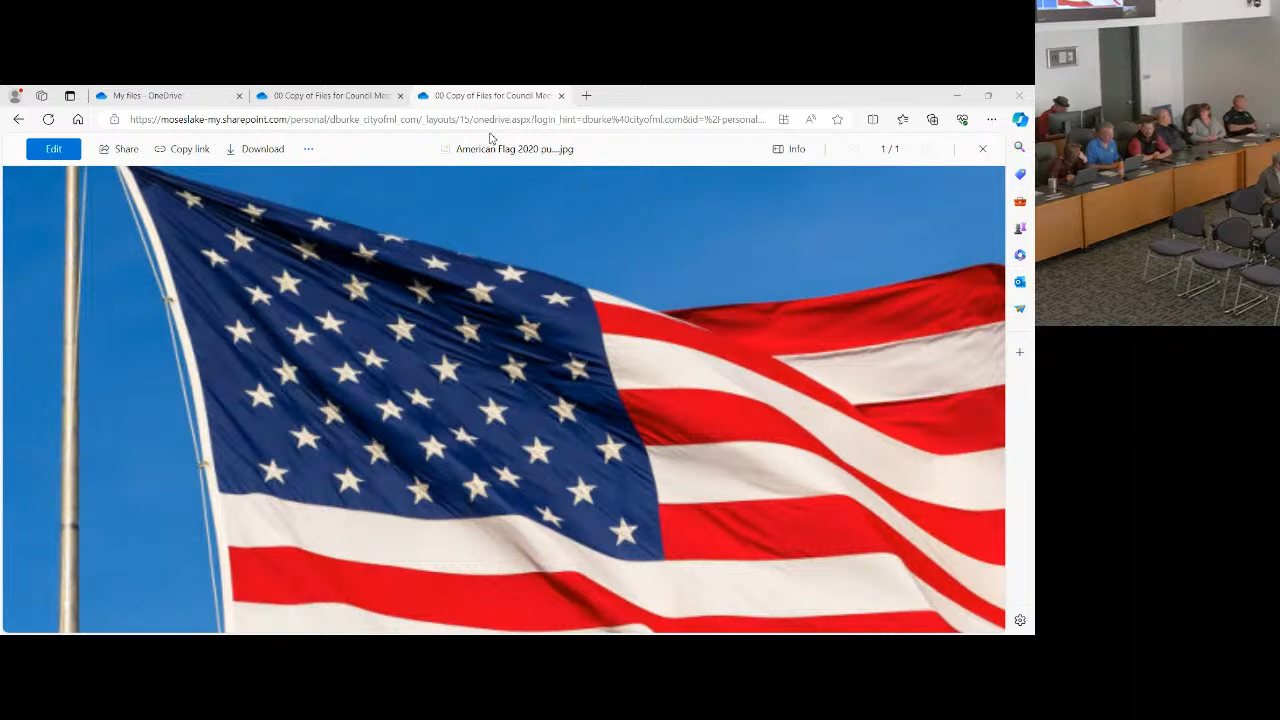 My files - OneDrive
00 Copy of Files for Council Mee
00 Copy of Files for Council Mee
https://moseslake-my.sharepoint.com/personal/dburke_cityofml_com/_layouts/15/onedrive.aspx?login_hint=dburke%40cityofml.com&id=%2Fpersonal...
Edit
Share
Copy link
Download
American Flag 2020 pu...jpg
Info
1 / 1